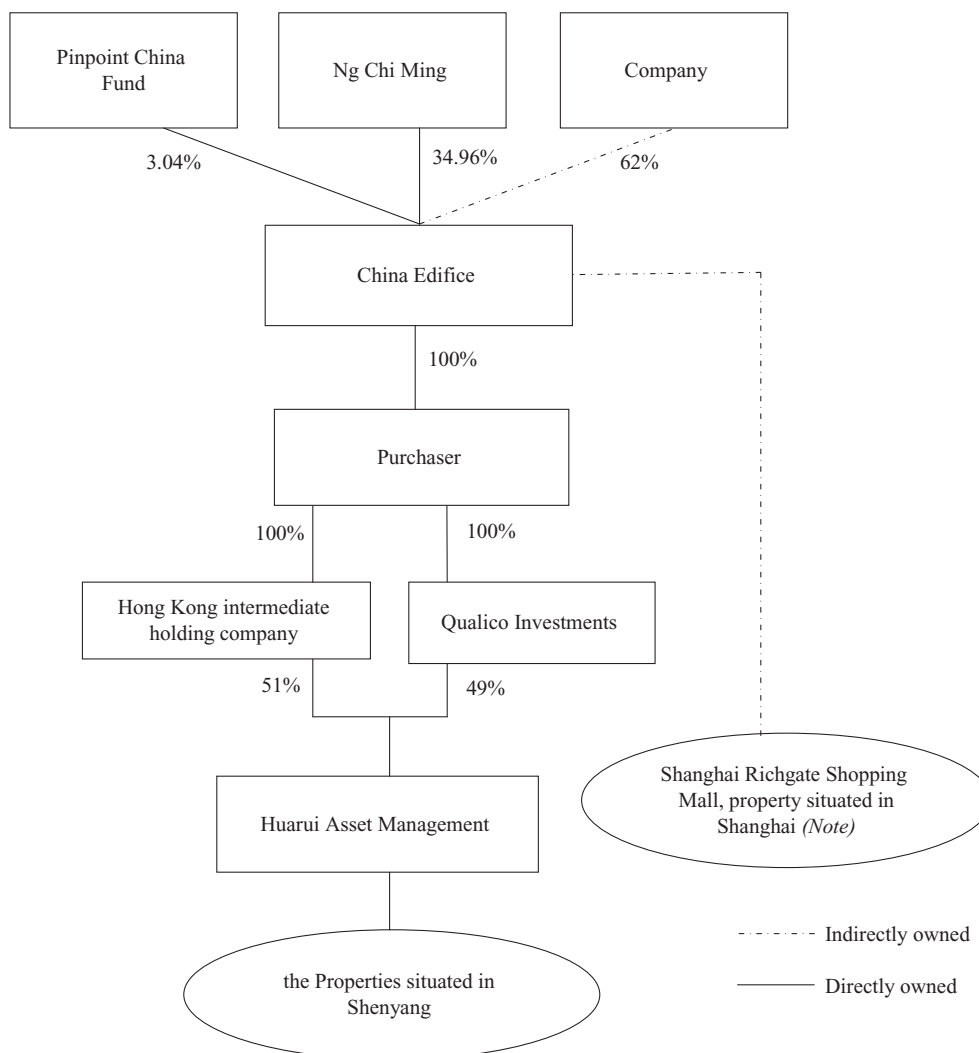 Pinpoint China
Fund
Ng Chi Ming
Company
3.04%
34.96%
62%
China Edifice
100%
Purchaser
100%
100%
Hong Kong intermediate
holding company
Qualico Investments
51%
49%
Huarui Asset Management
Shanghai Richgate Shopping
Mall, property situated in
Shanghai (Note)
the Properties situated in
Shenyang
Indirectly owned
Directly owned